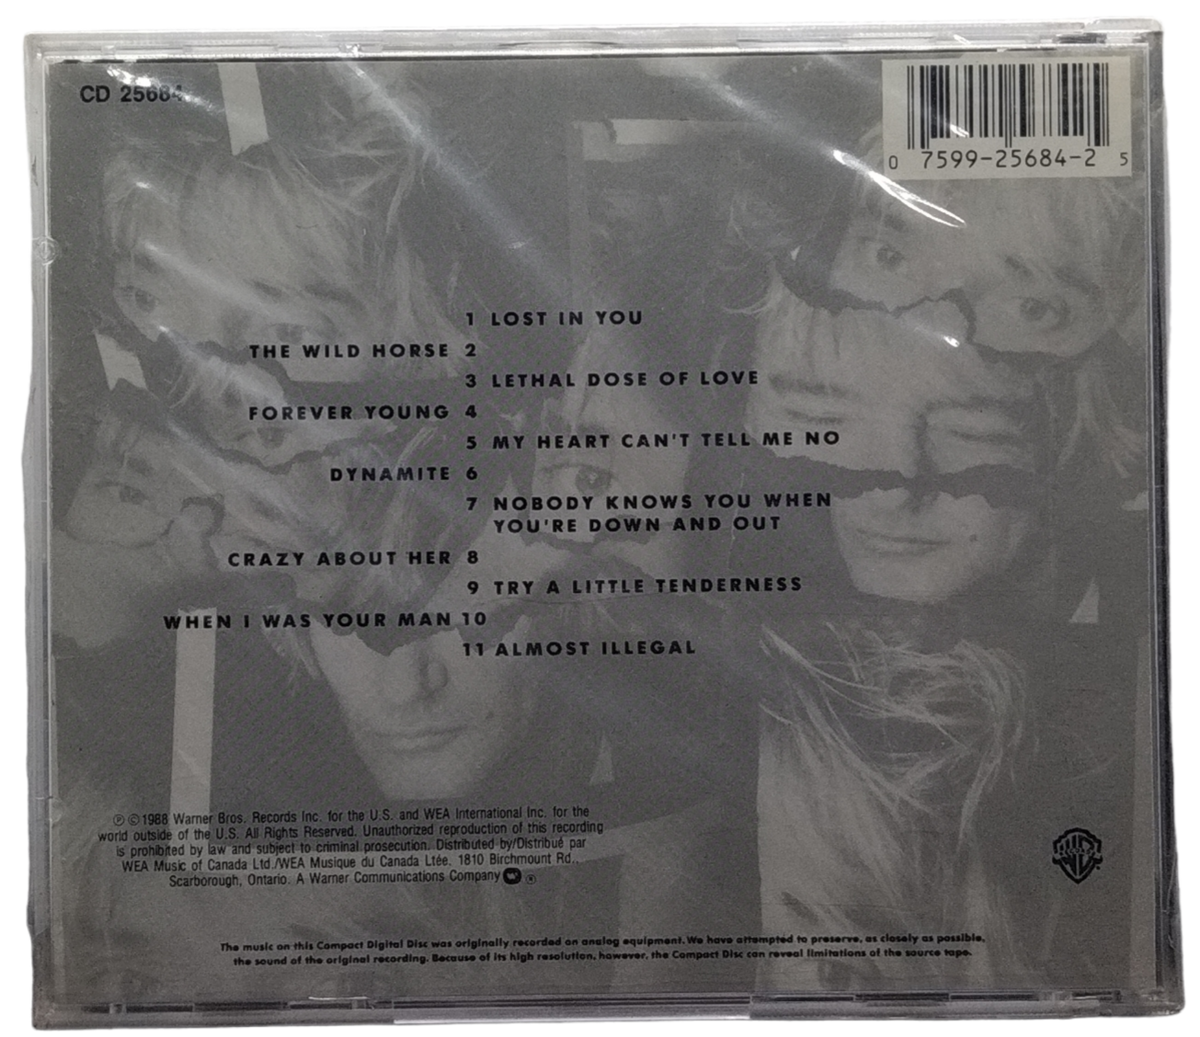 CD 25684
0 7599-25684-2 5
1 LOST IN YOU
THE WILD HORSE 2
3 LETHAL DOSE OF LOVE
FOREVER YOUNG 4
5 MY HEART CAN'T TELL ME NO
DYNAMITE 6
7 NOBODY KNOWS YOU WHEN
YOU'RE DOWN AND OUT
CRAZY ABOUT HER 8
9 TRY A LITTLE TENDERNESS
WHEN I WAS YOUR MAN 10
11 ALMOST ILLEGAL
℗ © 1988 Warner Bros. Records Inc. for the U.S. and WEA International Inc. for the
world outside of the U.S. All Rights Reserved. Unauthorized reproduction of this recording
is prohibited by law and subject to criminal prosecution. Distributed by/Distribué par
WEA Music of Canada Ltd./WEA Musique du Canada Ltée. 1810 Birchmount Rd.,
Scarborough, Ontario. A Warner Communications Company
The music on this Compact Digital Disc was originally recorded on analog equipment. We have attempted to preserve, as closely as possible,
the sound of the original recording. Because of its high resolution, however, the Compact Disc can reveal limitations of the source tape.